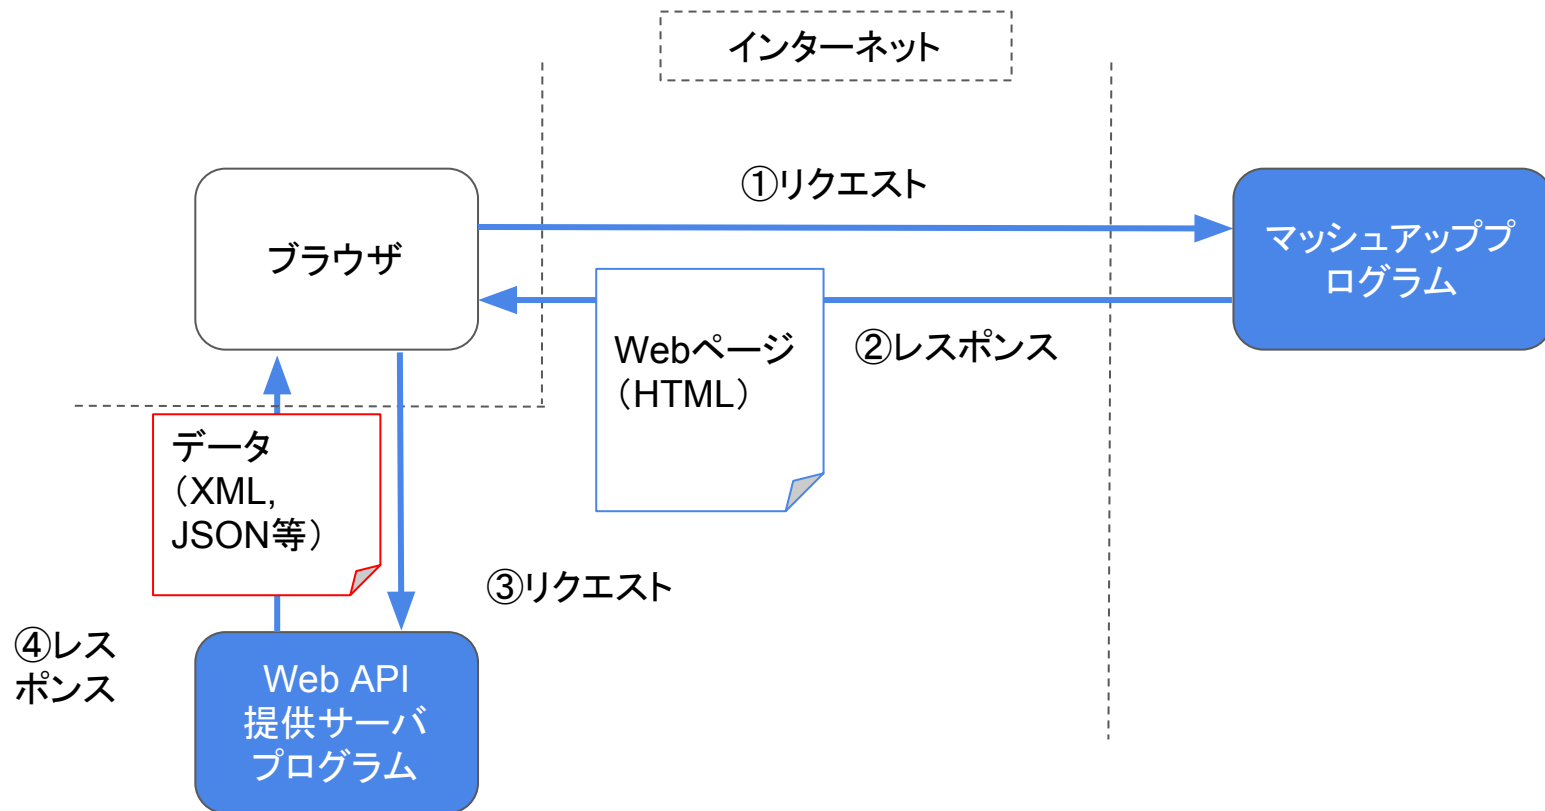 インターネット
①リクエスト
ブラウザ
マッシュアッププ
ログラム
Webページ
（HTML）
②レスポンス
データ
（XML,
JSON等）
③リクエスト
④レス
ポンス
Web API
提供サーバ
プログラム